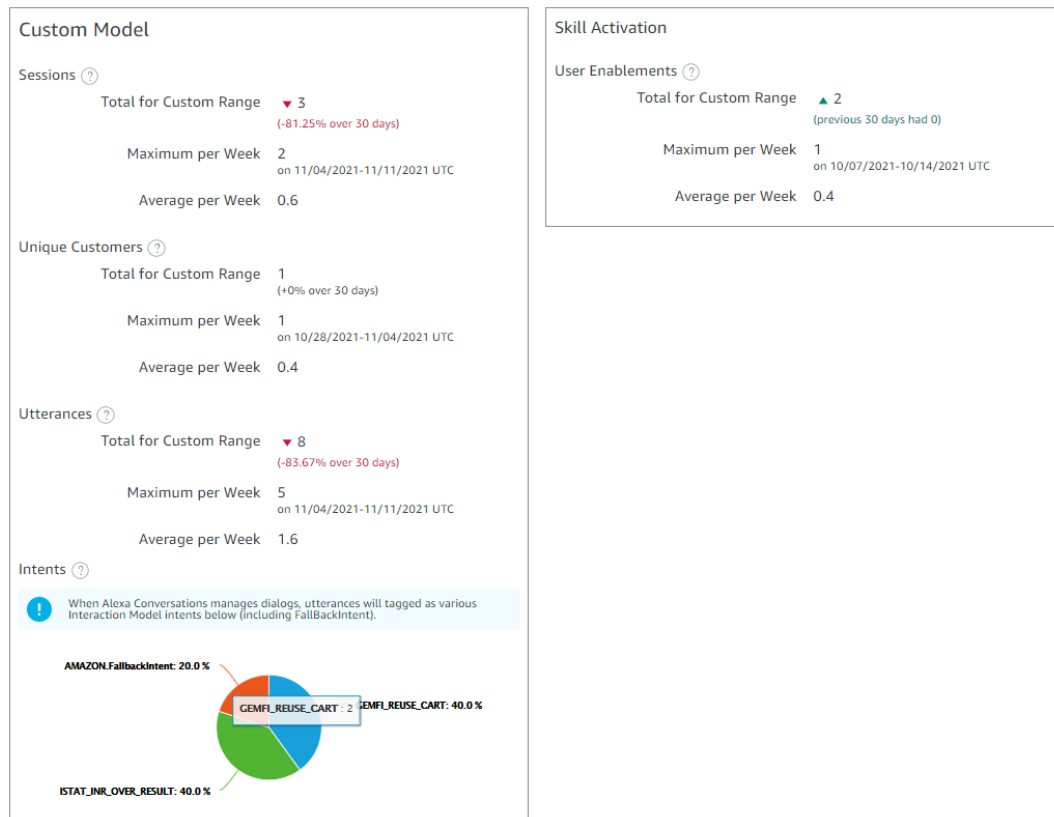 Custom Model
Sessions ?
Total for Custom Range ▼ 3
(-81.25% over 30 days)
Maximum per Week 2
on 11/04/2021-11/11/2021 UTC
Average per Week 0.6
Unique Customers ?
Total for Custom Range 1
(+0% over 30 days)
Maximum per Week 1
on 10/28/2021-11/04/2021 UTC
Average per Week 0.4
Utterances ?
Total for Custom Range ▼ 8
(-83.67% over 30 days)
Maximum per Week 5
on 11/04/2021-11/11/2021 UTC
Average per Week 1.6
Intents ?
! When Alexa Conversations manages dialogs, utterances will tagged as various
Interaction Model intents below (including FallBackIntent).
AMAZON.FallbackIntent: 20.0 %
GEMFI_REUSE_CART : 2
GEMFI_REUSE_CART: 40.0 %
ISTAT_INR_OVER_RESULT: 40.0 %
Skill Activation
User Enablements ?
Total for Custom Range ▲ 2
(previous 30 days had 0)
Maximum per Week 1
on 10/07/2021-10/14/2021 UTC
Average per Week 0.4